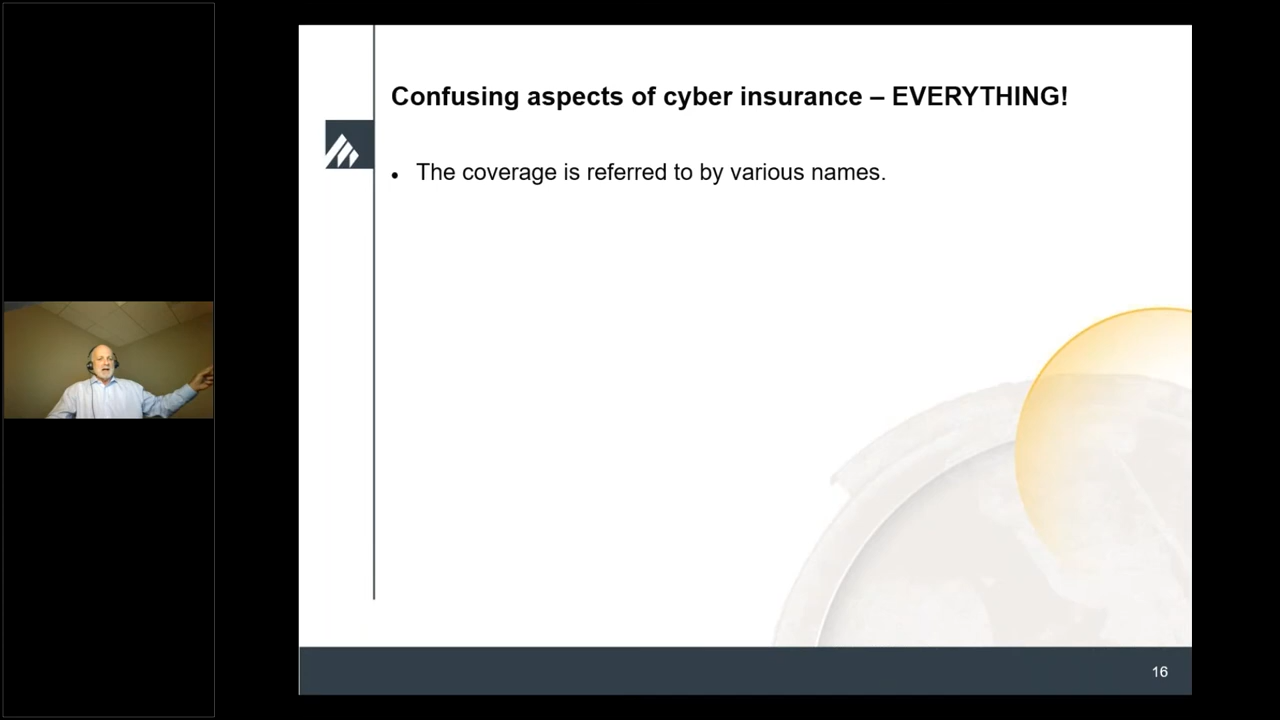 Confusing aspects of cyber insurance – EVERYTHING!
• The coverage is referred to by various names.
16